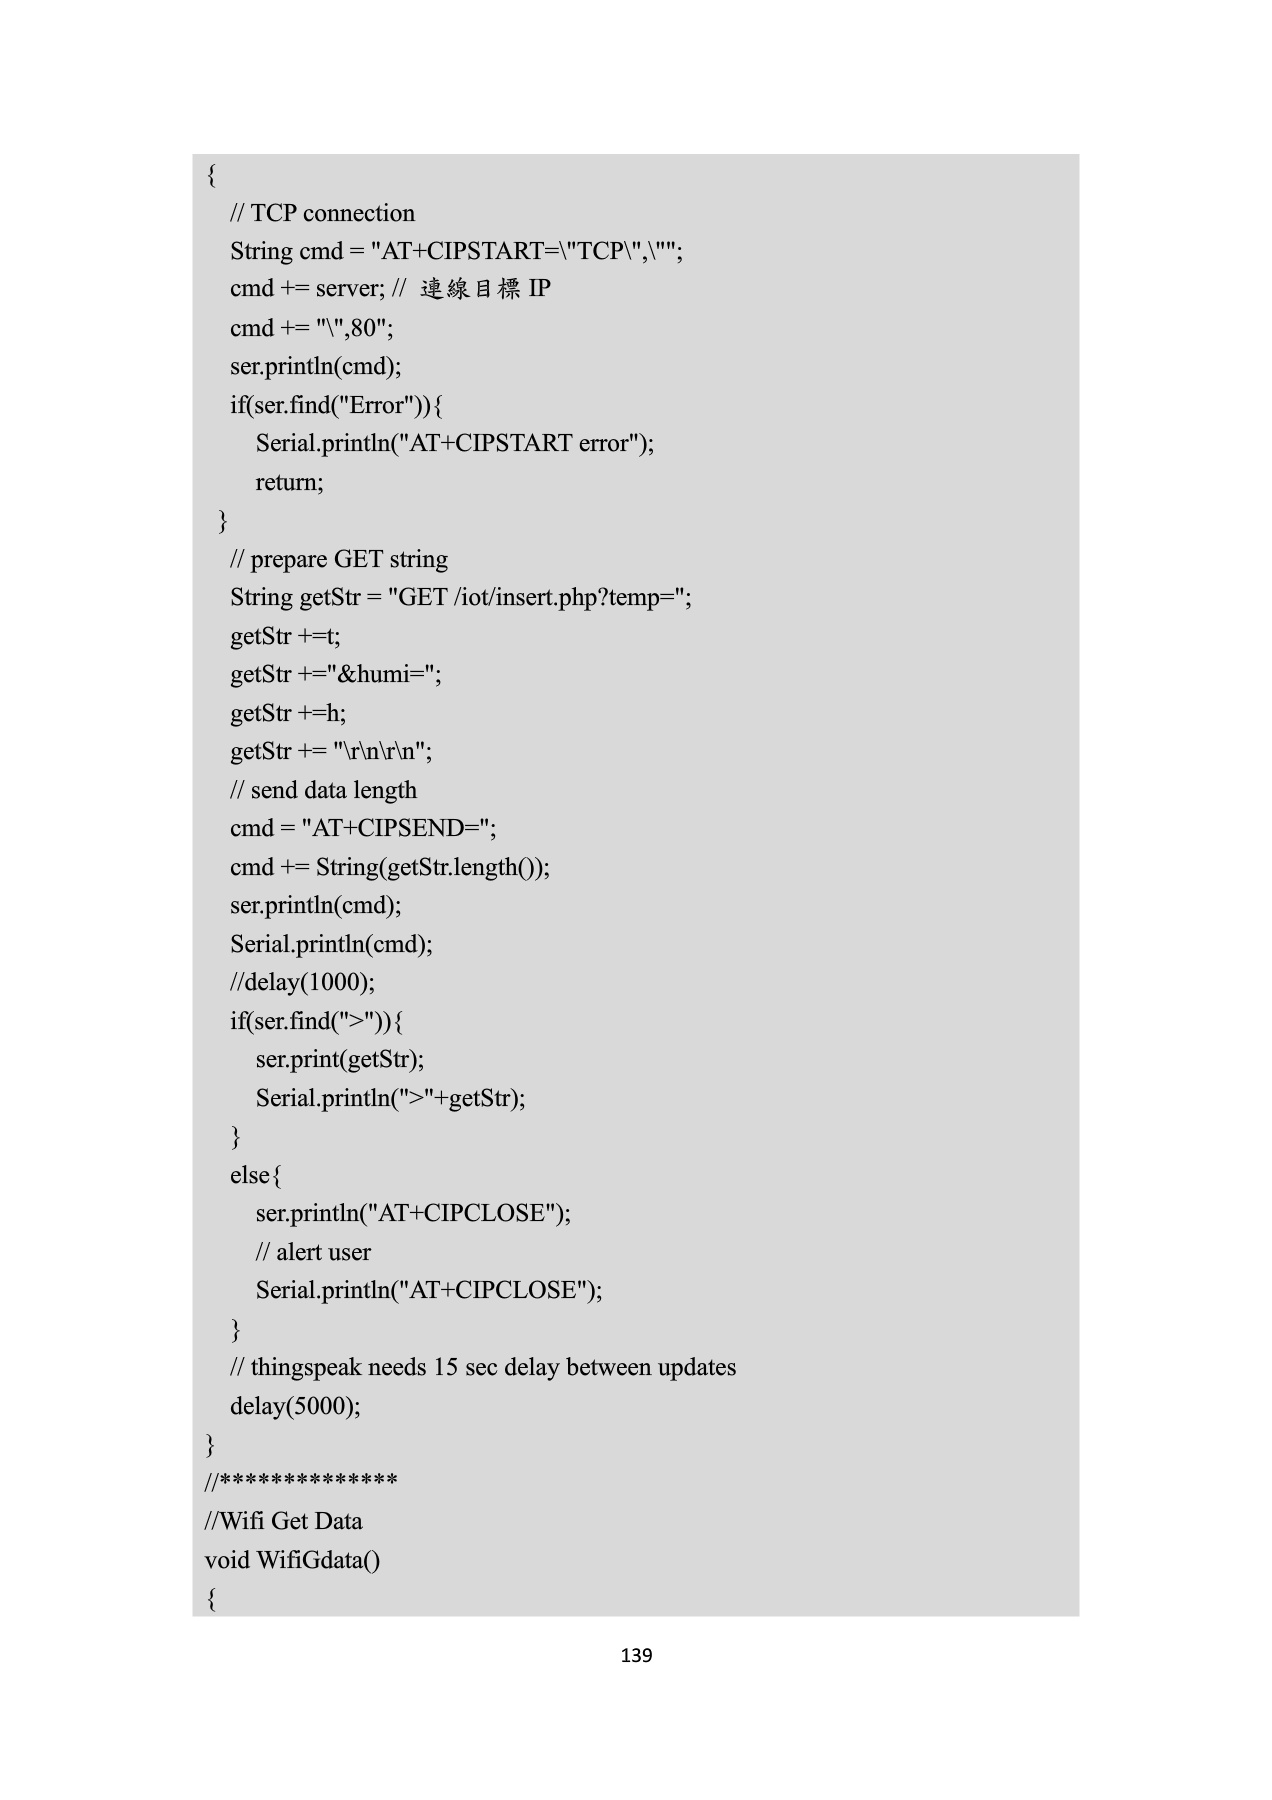 {
// TCP connection
String cmd = "AT+CIPSTART=\"TCP\",\"";
cmd += server; // 連線目標 IP
cmd += "\",80";
ser.println(cmd);
if(ser.find("Error")){
Serial.println("AT+CIPSTART error");
return;
}
// prepare GET string
String getStr = "GET /iot/insert.php?temp=";
getStr +=t;
getStr +="&humi=";
getStr +=h;
getStr += "\r\n\r\n";
// send data length
cmd = "AT+CIPSEND=";
cmd += String(getStr.length());
ser.println(cmd);
Serial.println(cmd);
//delay(1000);
if(ser.find(">")){
ser.print(getStr);
Serial.println(">"+getStr);
}
else{
ser.println("AT+CIPCLOSE");
// alert user
Serial.println("AT+CIPCLOSE");
}
// thingspeak needs 15 sec delay between updates
delay(5000);
}
//**************
//Wifi Get Data
void WifiGdata()
{
139